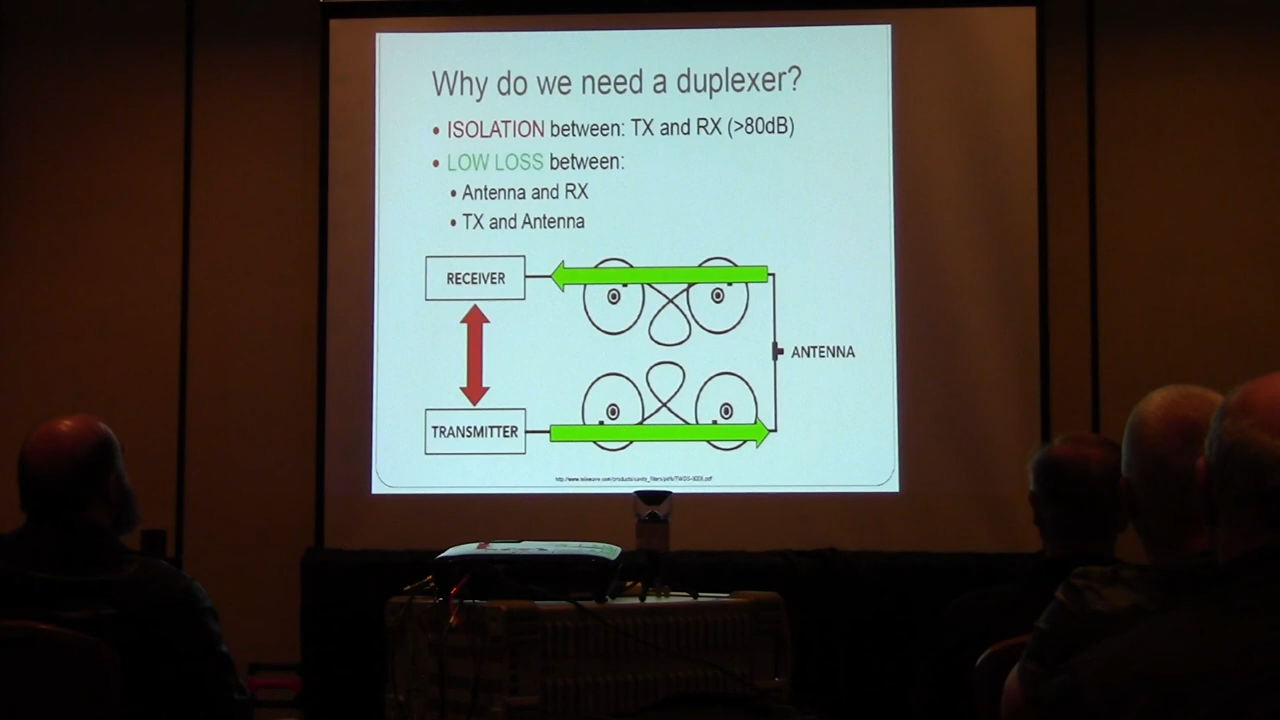 Why do we need a duplexer?
• ISOLATION between: TX and RX (>80dB)
• LOW LOSS between:
• Antenna and RX
• TX and Antenna
RECEIVER
ANTENNA
TRANSMITTER